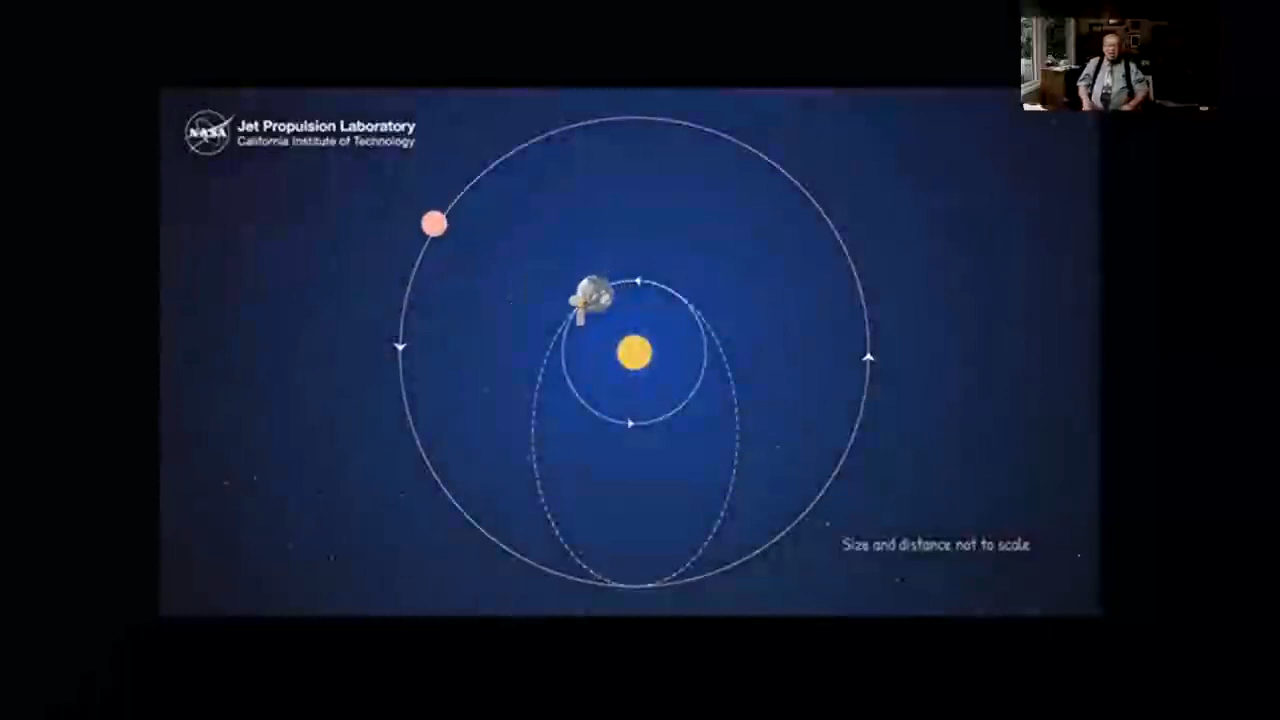 NASA
Jet Propulsion Laboratory
California Institute of Technology
Size and distance not to scale